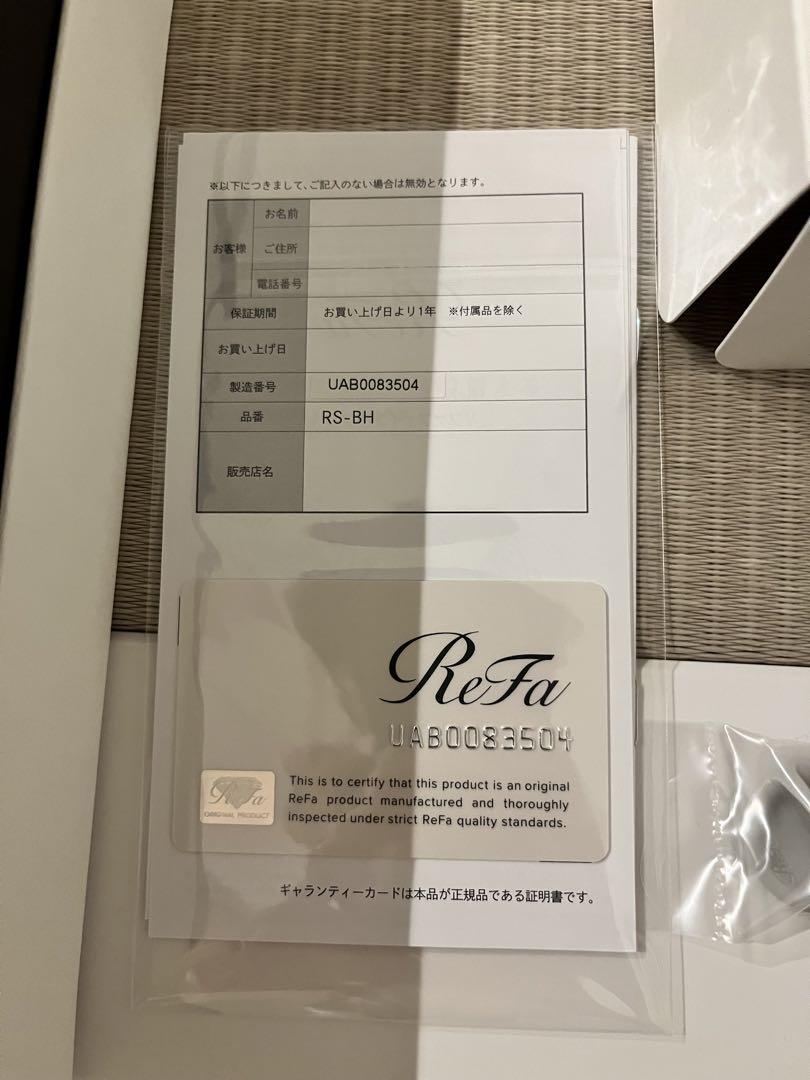 ※以下につきまして、ご記入のない場合は無効となります。
お客様
お名前
ご住所
電話番号
保証期間 お買い上げ日より1年 ※付属品を除く
お買い上げ日
製造番号 UAB0083504
品番 RS-BH
販売店名
ReFa
UAB0083504
ReFa
ORIGINAL PRODUCT
This is to certify that this product is an original
ReFa product manufactured and thoroughly
inspected under strict ReFa quality standards.
ギャランティーカードは本品が正規品である証明書です。